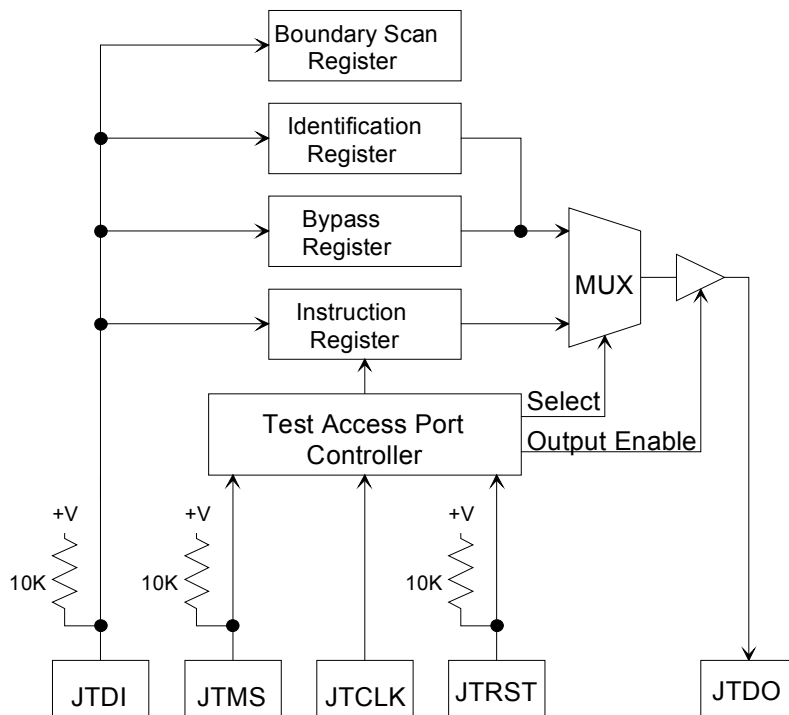 Boundary Scan
Register
Identification
Register
Bypass
Register
MUX
Instruction
Register
Select
Test Access Port
Controller
Output Enable
+V
+V
+V
10K
10K
10K
JTDI
JTMS
JTCLK
JTRST
JTDO